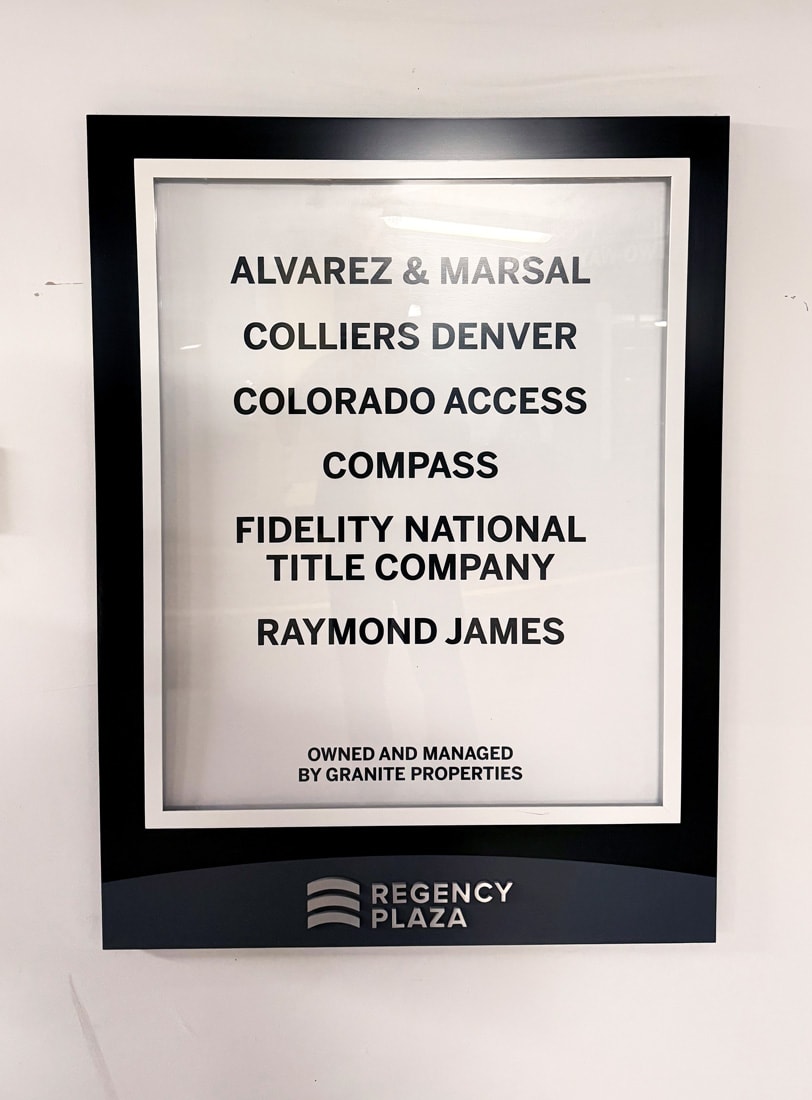 ALVAREZ & MARSAL
COLLIERS DENVER
COLORADO ACCESS
COMPASS
FIDELITY NATIONAL
TITLE COMPANY
RAYMOND JAMES
OWNED AND MANAGED
BY GRANITE PROPERTIES
REGENCY
PLAZA